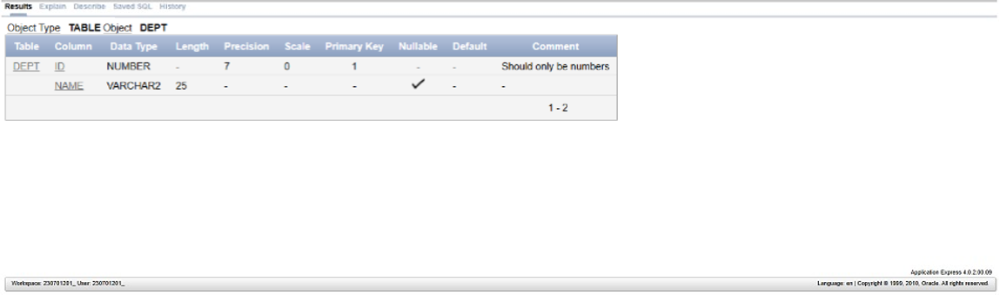 Results Explain Describe Saved SQL History
Object Type TABLE Object DEPT
Table Column Data Type Length Precision Scale Primary Key Nullable Default Comment
DEPT ID NUMBER - 7 0 1 - - Should only be numbers
NAME VARCHAR2 25 - - - ✓ - -
1 - 2
Application Express 4.0.2.00.09
Workspace: 230701201_ User: 230701201_ Language: en | Copyright © 1999, 2010, Oracle. All rights reserved.